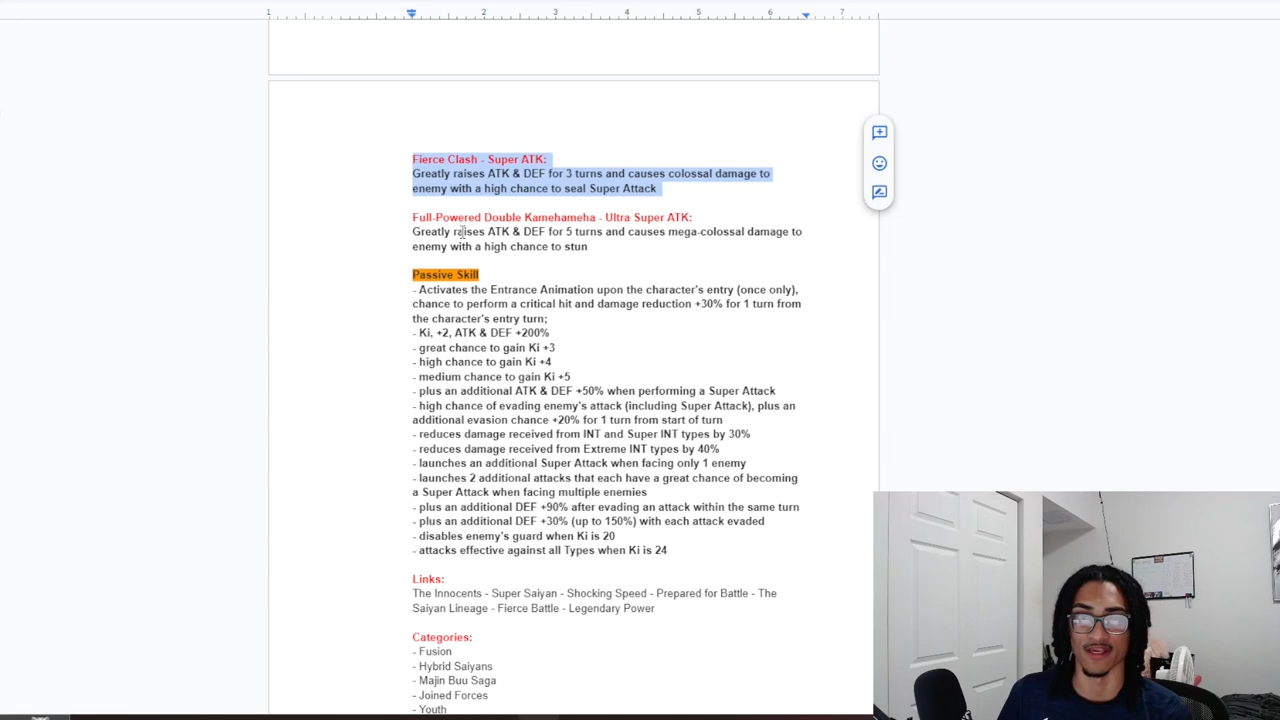 1 2 3 4 5 6 7
Fierce Clash - Super ATK:
Greatly raises ATK & DEF for 3 turns and causes colossal damage to
enemy with a high chance to seal Super Attack
Full-Powered Double Kamehameha - Ultra Super ATK:
Greatly raises ATK & DEF for 5 turns and causes mega-colossal damage to
enemy with a high chance to stun
Passive Skill
- Activates the Entrance Animation upon the character's entry (once only),
chance to perform a critical hit and damage reduction +30% for 1 turn from
the character's entry turn;
- Ki, +2, ATK & DEF +200%
- great chance to gain Ki +3
- high chance to gain Ki +4
- medium chance to gain Ki +5
- plus an additional ATK & DEF +50% when performing a Super Attack
- high chance of evading enemy's attack (including Super Attack), plus an
additional evasion chance +20% for 1 turn from start of turn
- reduces damage received from INT and Super INT types by 30%
- reduces damage received from Extreme INT types by 40%
- launches an additional Super Attack when facing only 1 enemy
- launches 2 additional attacks that each have a great chance of becoming
a Super Attack when facing multiple enemies
- plus an additional DEF +90% after evading an attack within the same turn
- plus an additional DEF +30% (up to 150%) with each attack evaded
- disables enemy's guard when Ki is 20
- attacks effective against all Types when Ki is 24
Links:
The Innocents - Super Saiyan - Shocking Speed - Prepared for Battle - The
Saiyan Lineage - Fierce Battle - Legendary Power
Categories:
- Fusion
- Hybrid Saiyans
- Majin Buu Saga
- Joined Forces
- Youth